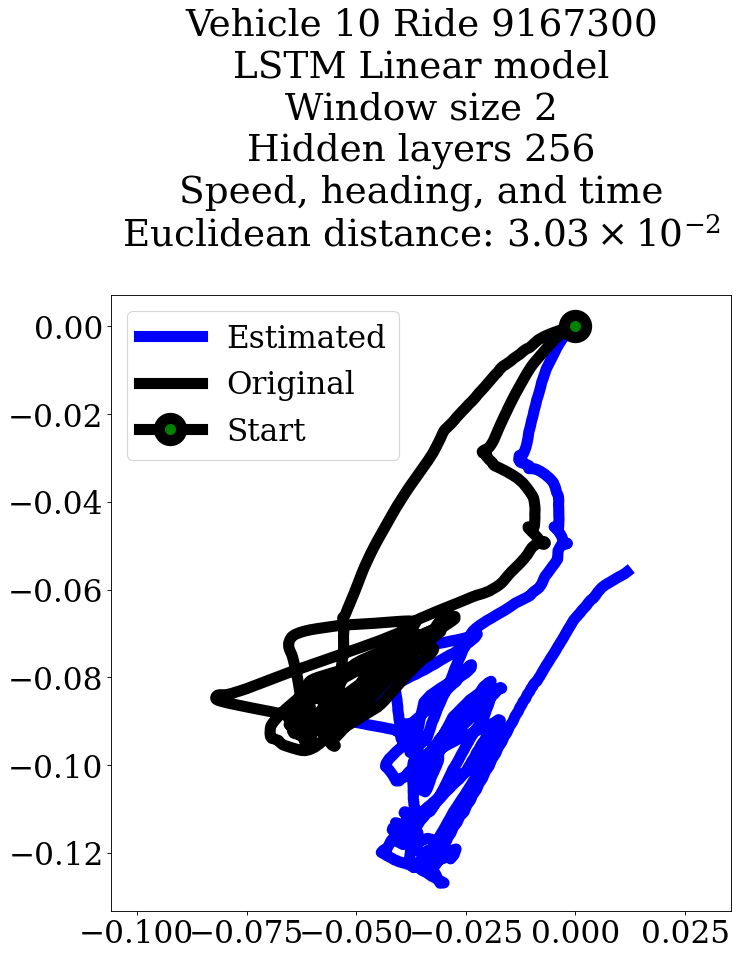 Vehicle 10 Ride 9167300
LSTM Linear model
Window size 2
Hidden layers 256
Speed, heading, and time
Euclidean distance: 3.03 × 10⁻²
Estimated
Original
Start
0.00
−0.02
−0.04
−0.06
−0.08
−0.10
−0.12
−0.100 −0.075 −0.050 −0.025 0.000 0.025